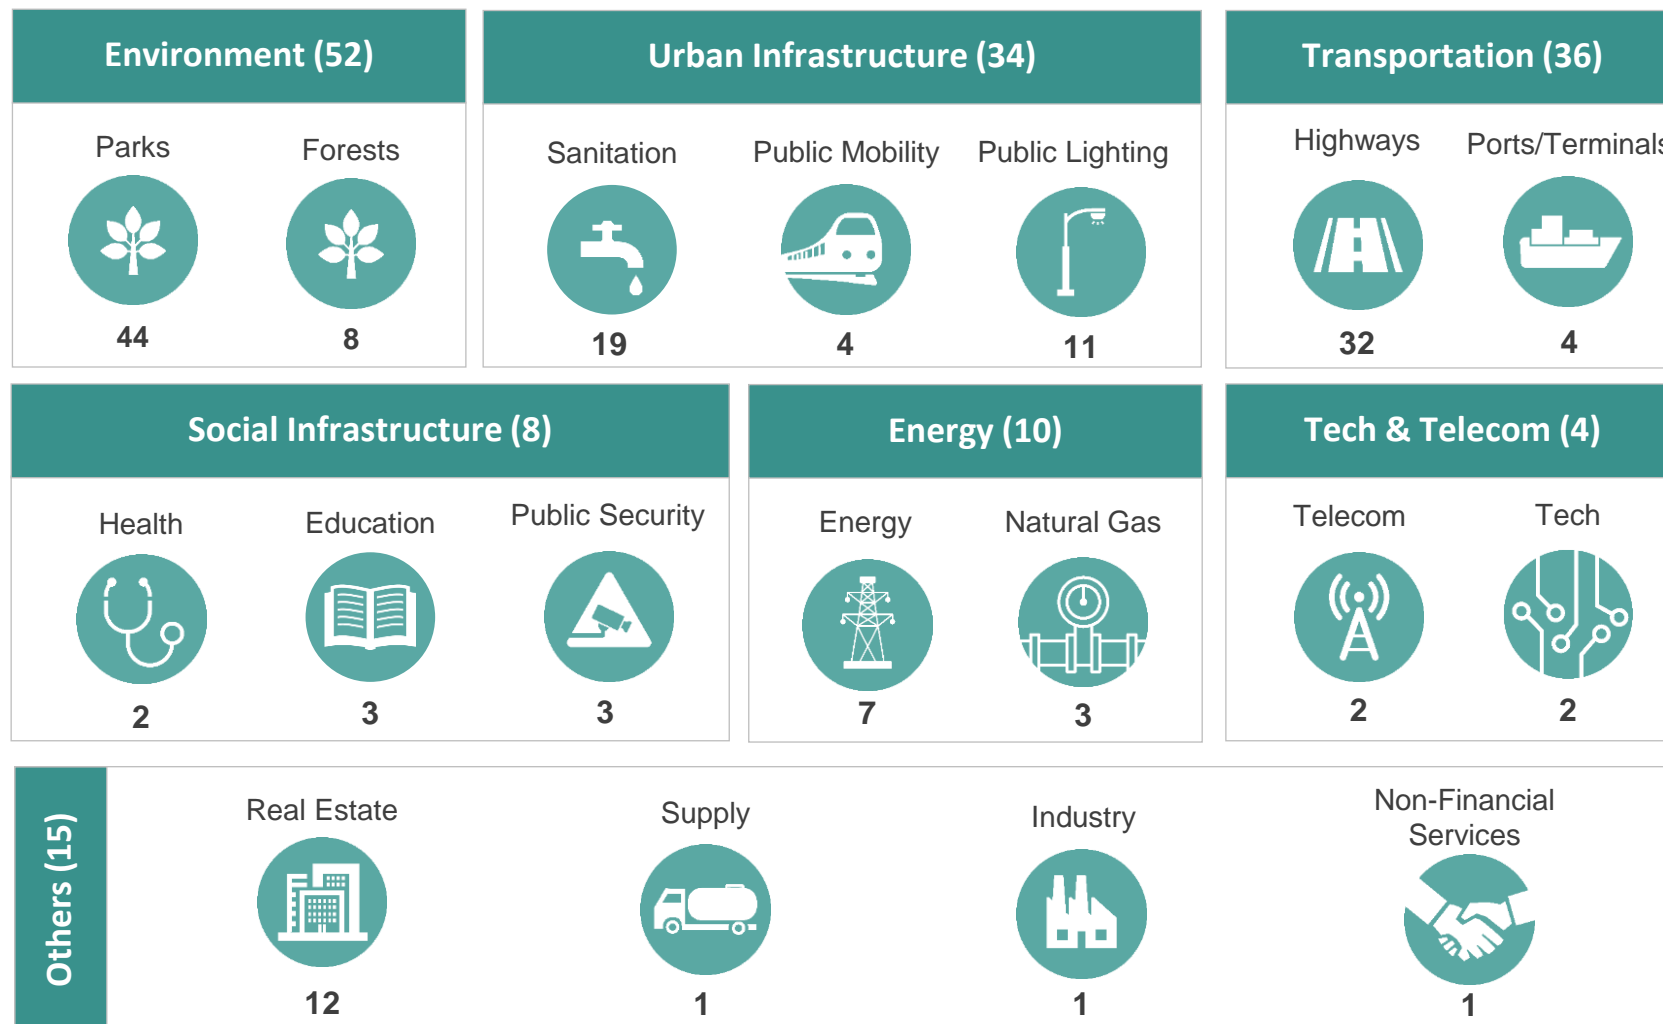 Environment (52)
Parks
Forests
44
8
Urban Infrastructure (34)
Sanitation
Public Mobility
Public Lighting
19
4
11
Transportation (36)
Highways
Ports/Terminals
32
4
Social Infrastructure (8)
Health
Education
Public Security
2
3
3
Energy (10)
Energy
Natural Gas
7
3
Tech & Telecom (4)
Telecom
Tech
2
2
Others (15)
Real Estate
Supply
Industry
Non-Financial
Services
12
1
1
1